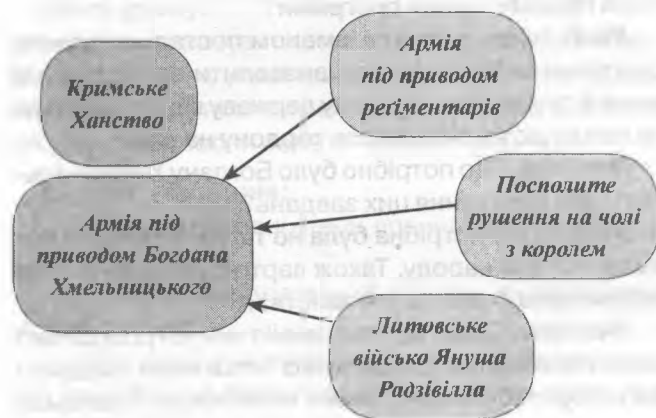 Кримське
Ханство
Армія
під приводом
регіментарів
Армія під
приводом Богдана
Хмельницького
Посполите
рушення на чолі
з королем
Литовське
військо Януша
Радзівілла